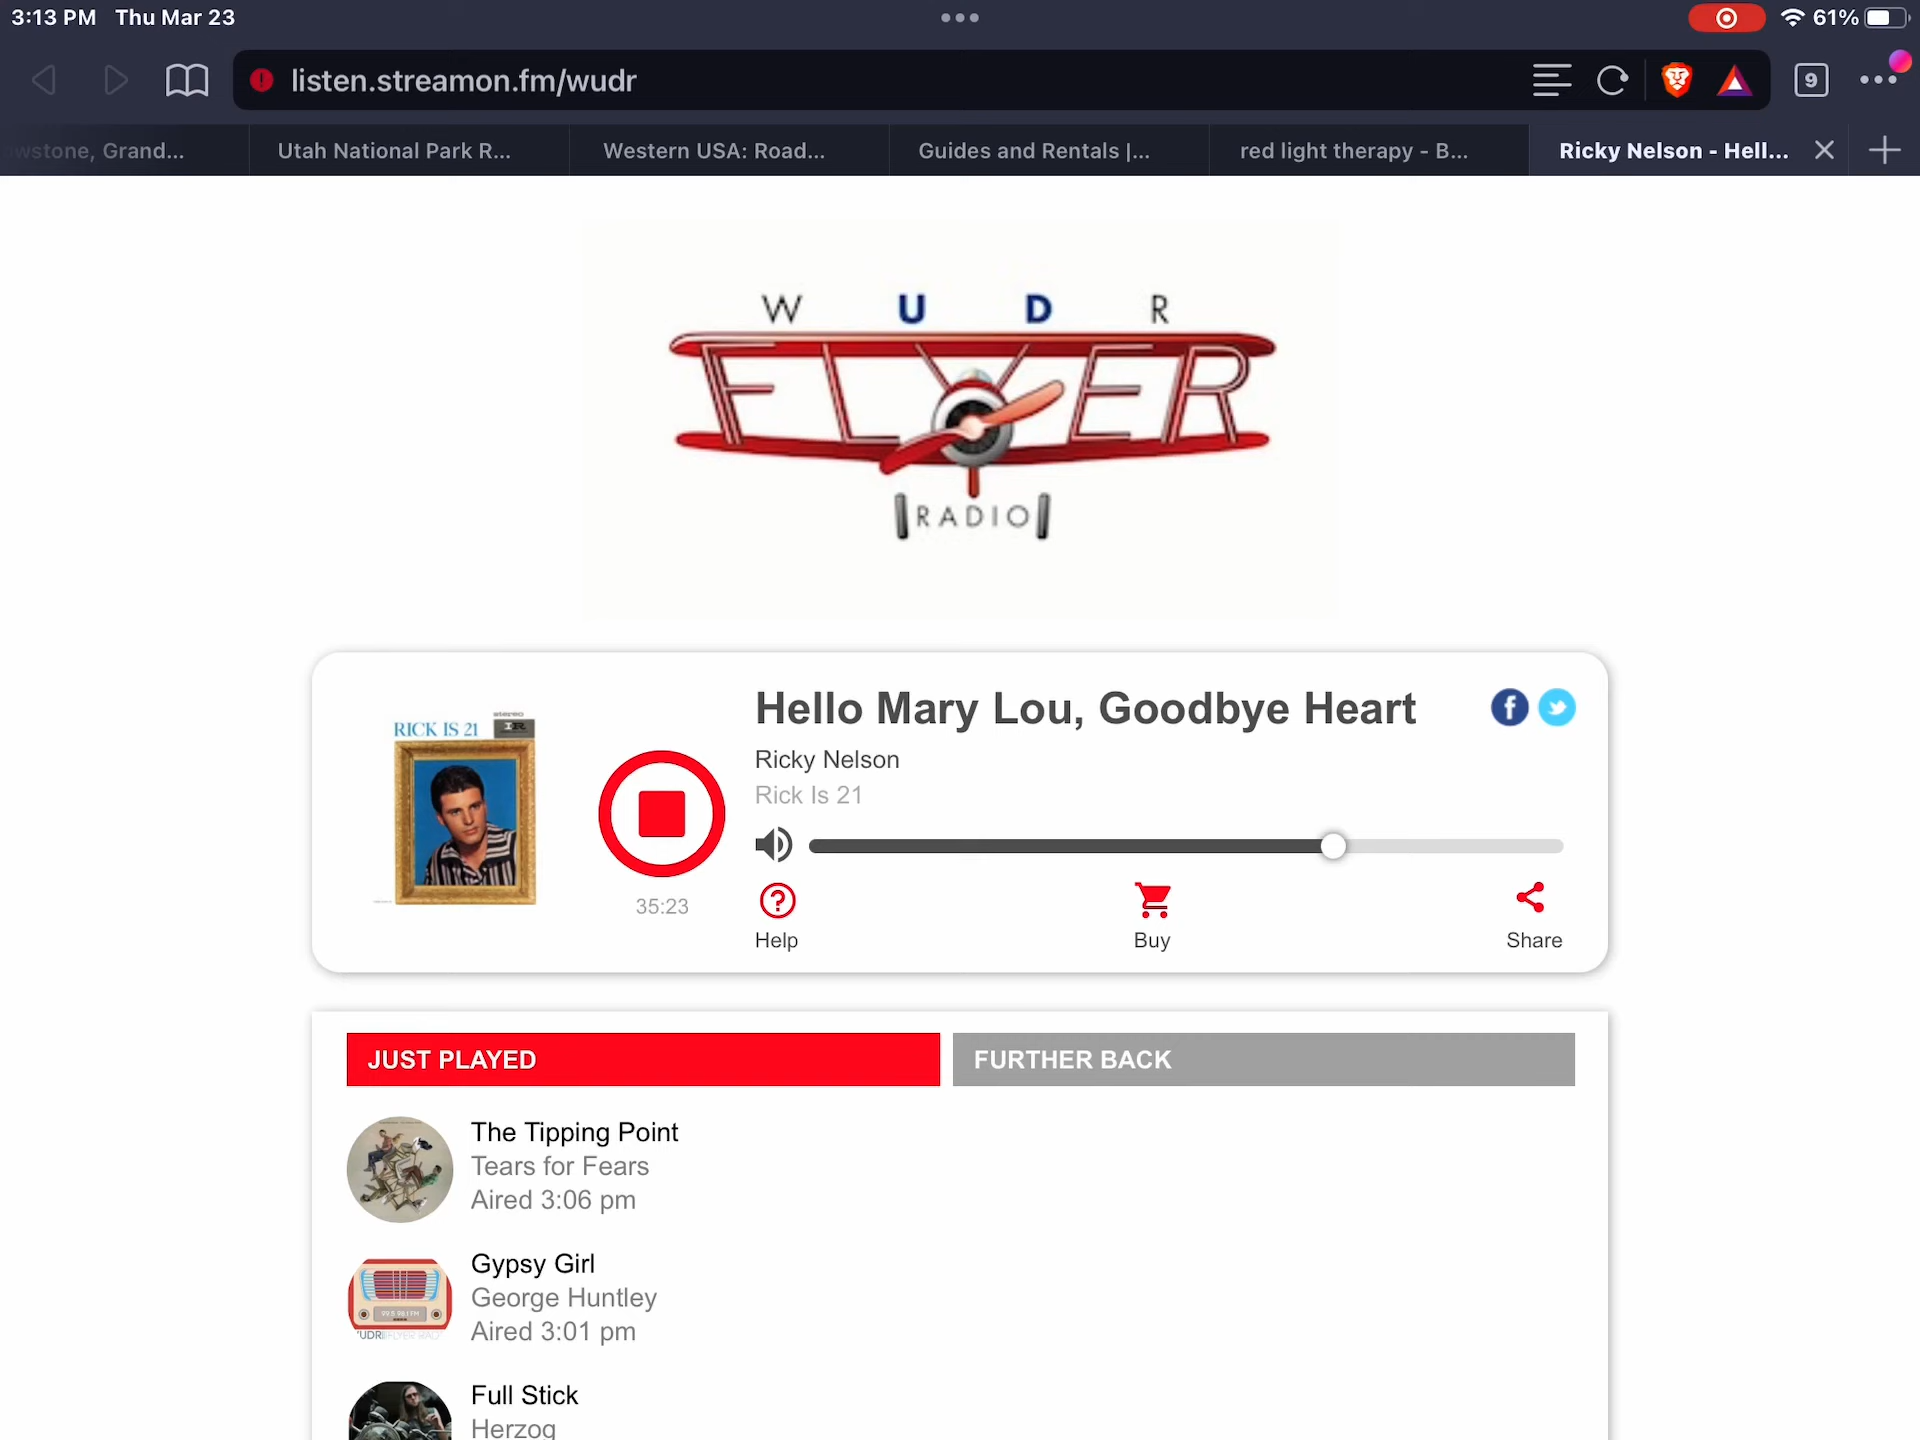 3:13 PM Thu Mar 23
61%
listen.streamon.fm/wudr
9
wstone, Grand...
Utah National Park R...
Western USA: Road...
Guides and Rentals |...
red light therapy - B...
Ricky Nelson - Hell...
W U D R
FLYER
RADIO
stereo
RICK IS 21
Hello Mary Lou, Goodbye Heart
Ricky Nelson
Rick Is 21
35:23
Help
Buy
Share
JUST PLAYED
FURTHER BACK
The Tipping Point
Tears for Fears
Aired 3:06 pm
Gypsy Girl
George Huntley
Aired 3:01 pm
Full Stick
Herzog